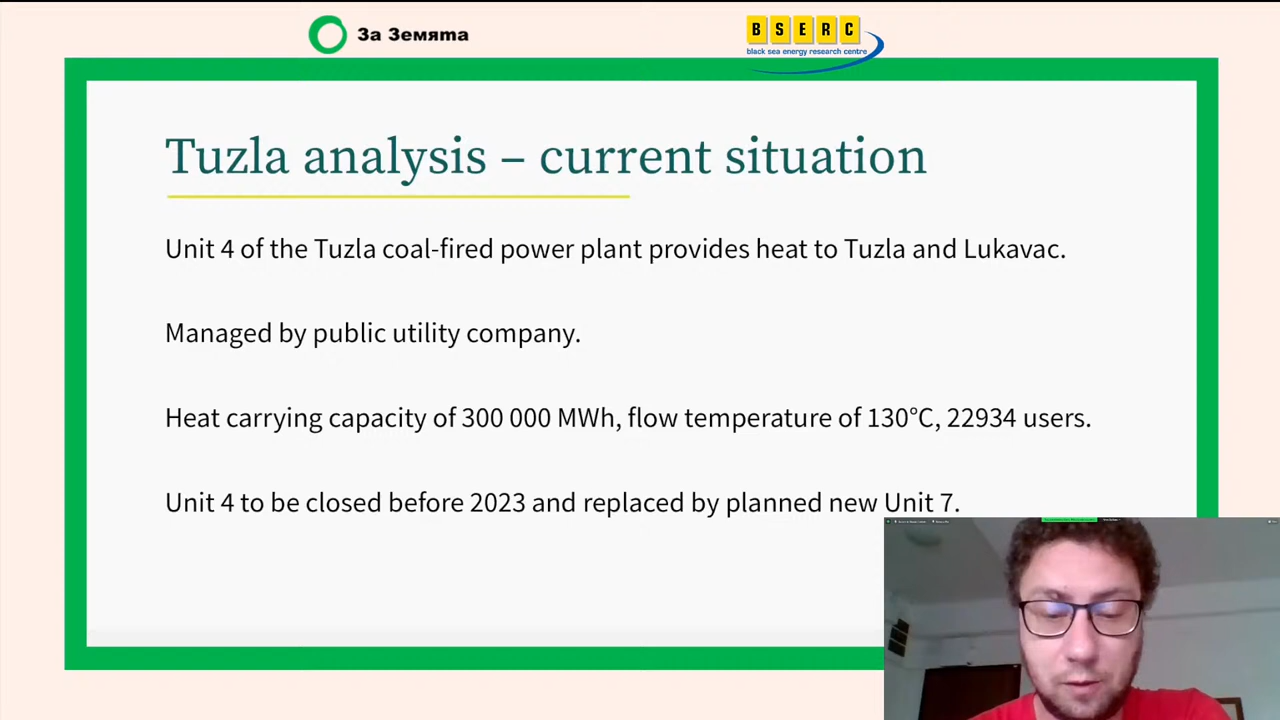 За Земята
BSERC
black sea energy research centre
Tuzla analysis – current situation
Unit 4 of the Tuzla coal-fired power plant provides heat to Tuzla and Lukavac.
Managed by public utility company.
Heat carrying capacity of 300 000 MWh, flow temperature of 130°C, 22934 users.
Unit 4 to be closed before 2023 and replaced by planned new Unit 7.